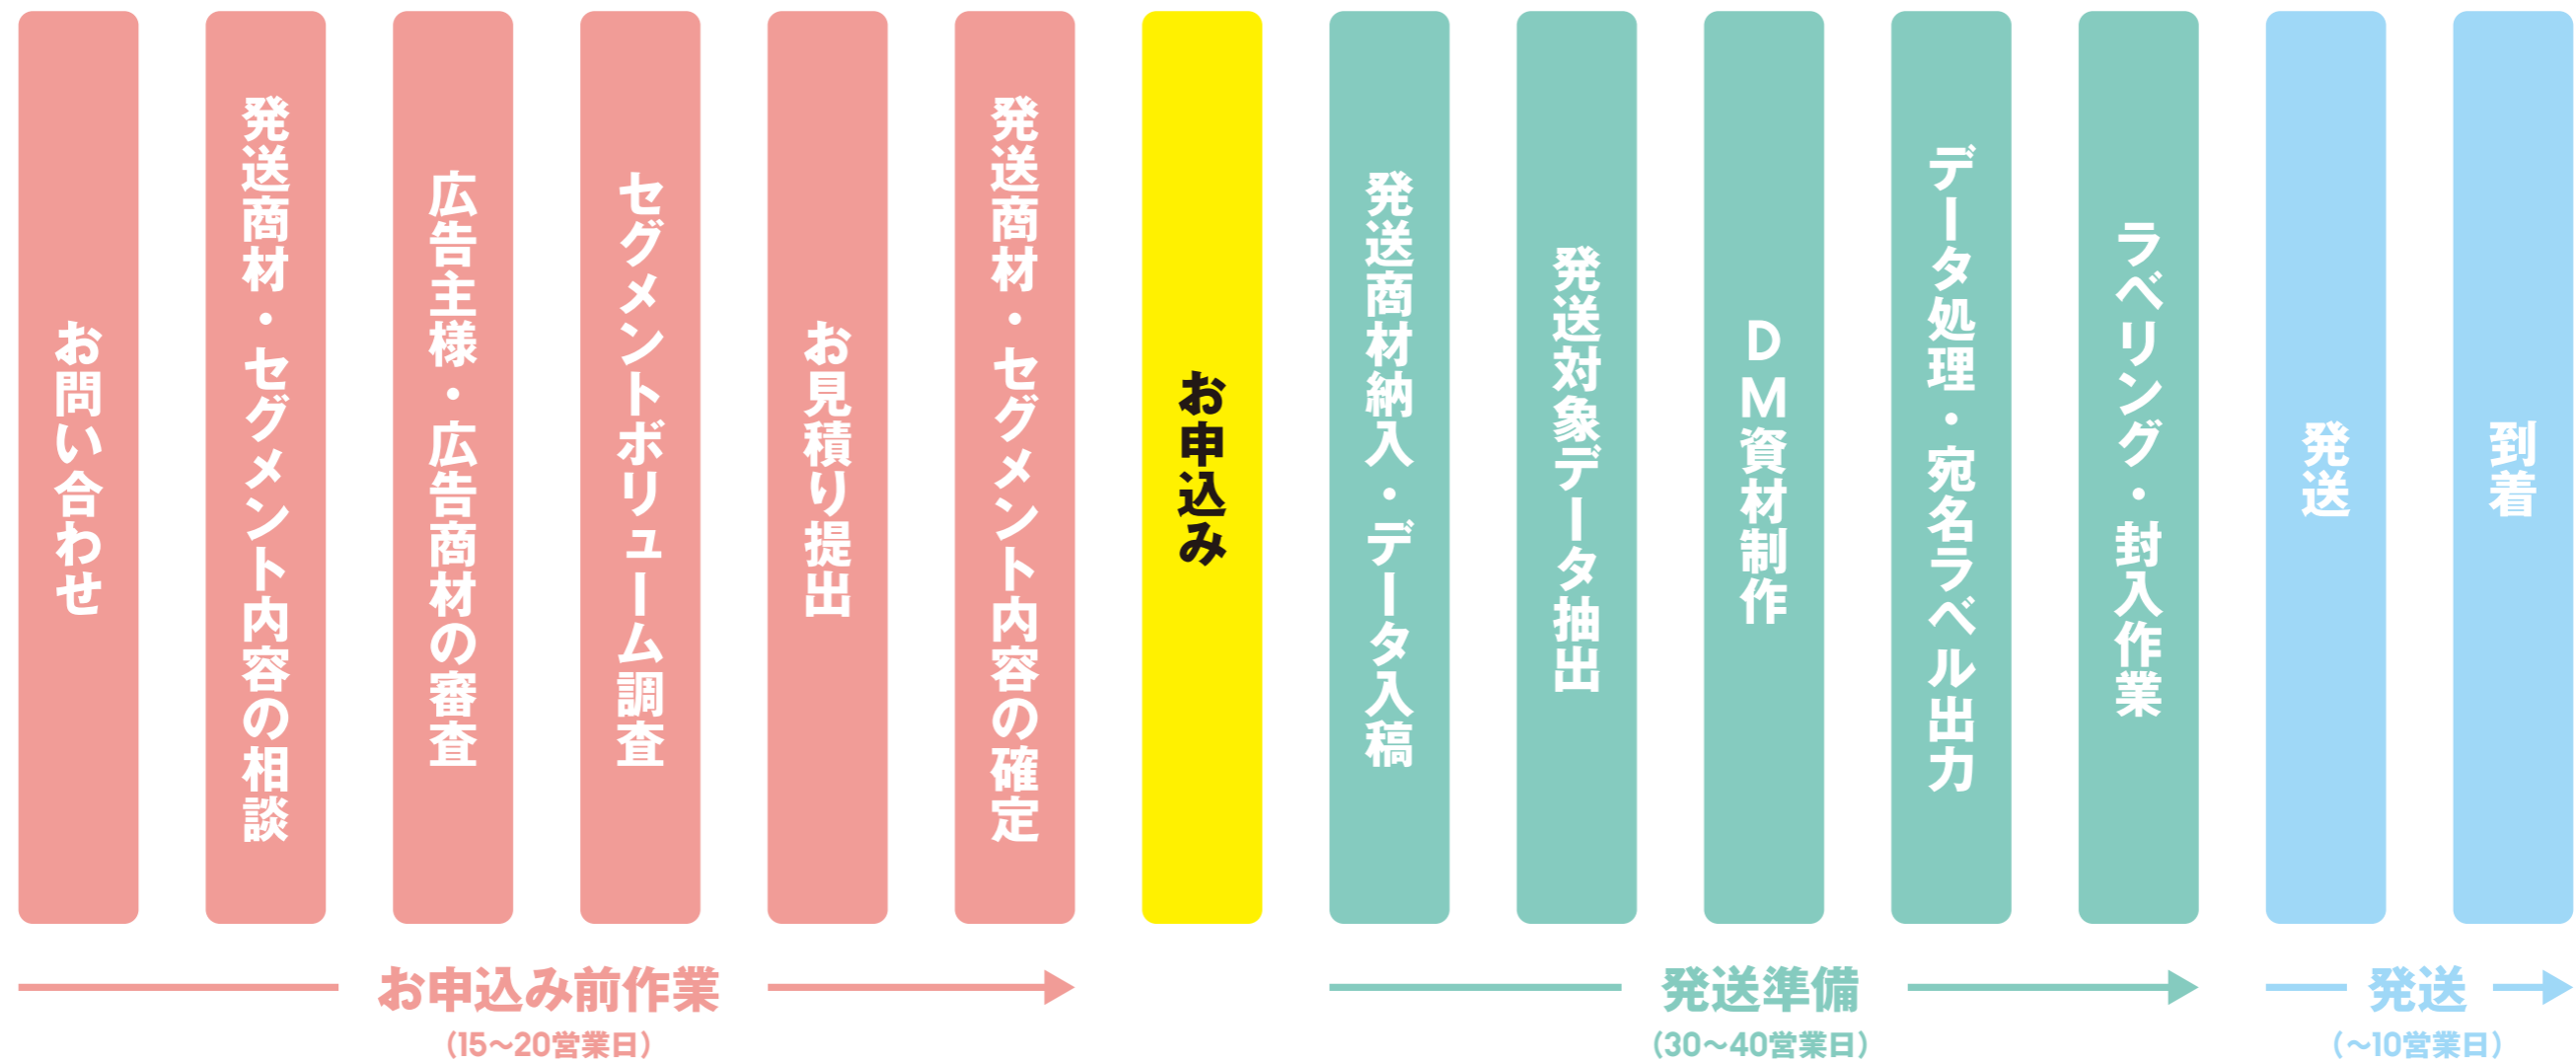 お問い合わせ
発送商材・セグメント内容の相談
広告主様・広告商材の審査
セグメントボリューム調査
お見積り提出
発送商材・セグメント内容の確定
お申込み
発送商材納入・データ入稿
発送対象データ抽出
DM資材制作
データ処理・宛名ラベル出力
ラベリング・封入作業
発送
到着
お申込み前作業
（15〜20営業日）
発送準備
（30〜40営業日）
発送
（〜10営業日）